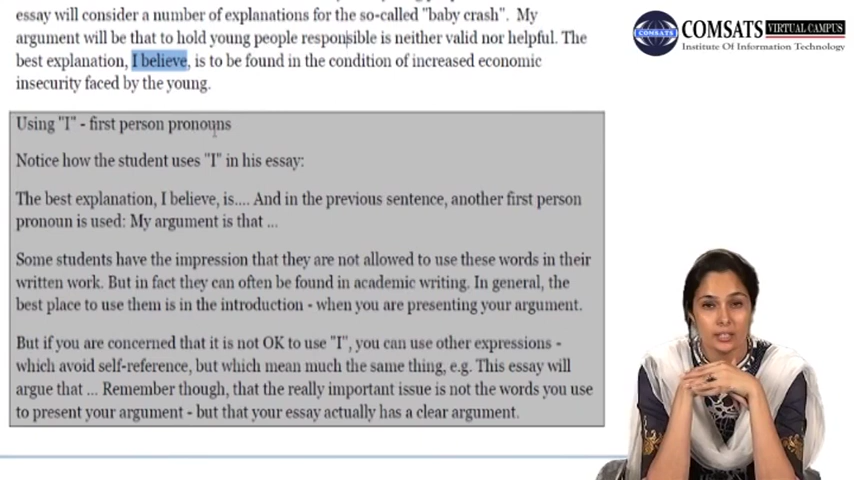 essay will consider a number of explanations for the so-called "baby crash". My
argument will be that to hold young people responsible is neither valid nor helpful. The
best explanation, I believe, is to be found in the condition of increased economic
insecurity faced by the young.
Using "I" - first person pronouns
Notice how the student uses "I" in his essay:
The best explanation, I believe, is.... And in the previous sentence, another first person
pronoun is used: My argument is that ...
Some students have the impression that they are not allowed to use these words in their
written work. But in fact they can often be found in academic writing. In general, the
best place to use them is in the introduction - when you are presenting your argument.
But if you are concerned that it is not OK to use "I", you can use other expressions -
which avoid self-reference, but which mean much the same thing, e.g. This essay will
argue that ... Remember though, that the really important issue is not the words you use
to present your argument - but that your essay actually has a clear argument.
COMSATS
COMSATS VIRTUAL CAMPUS
Institute Of Information Technology